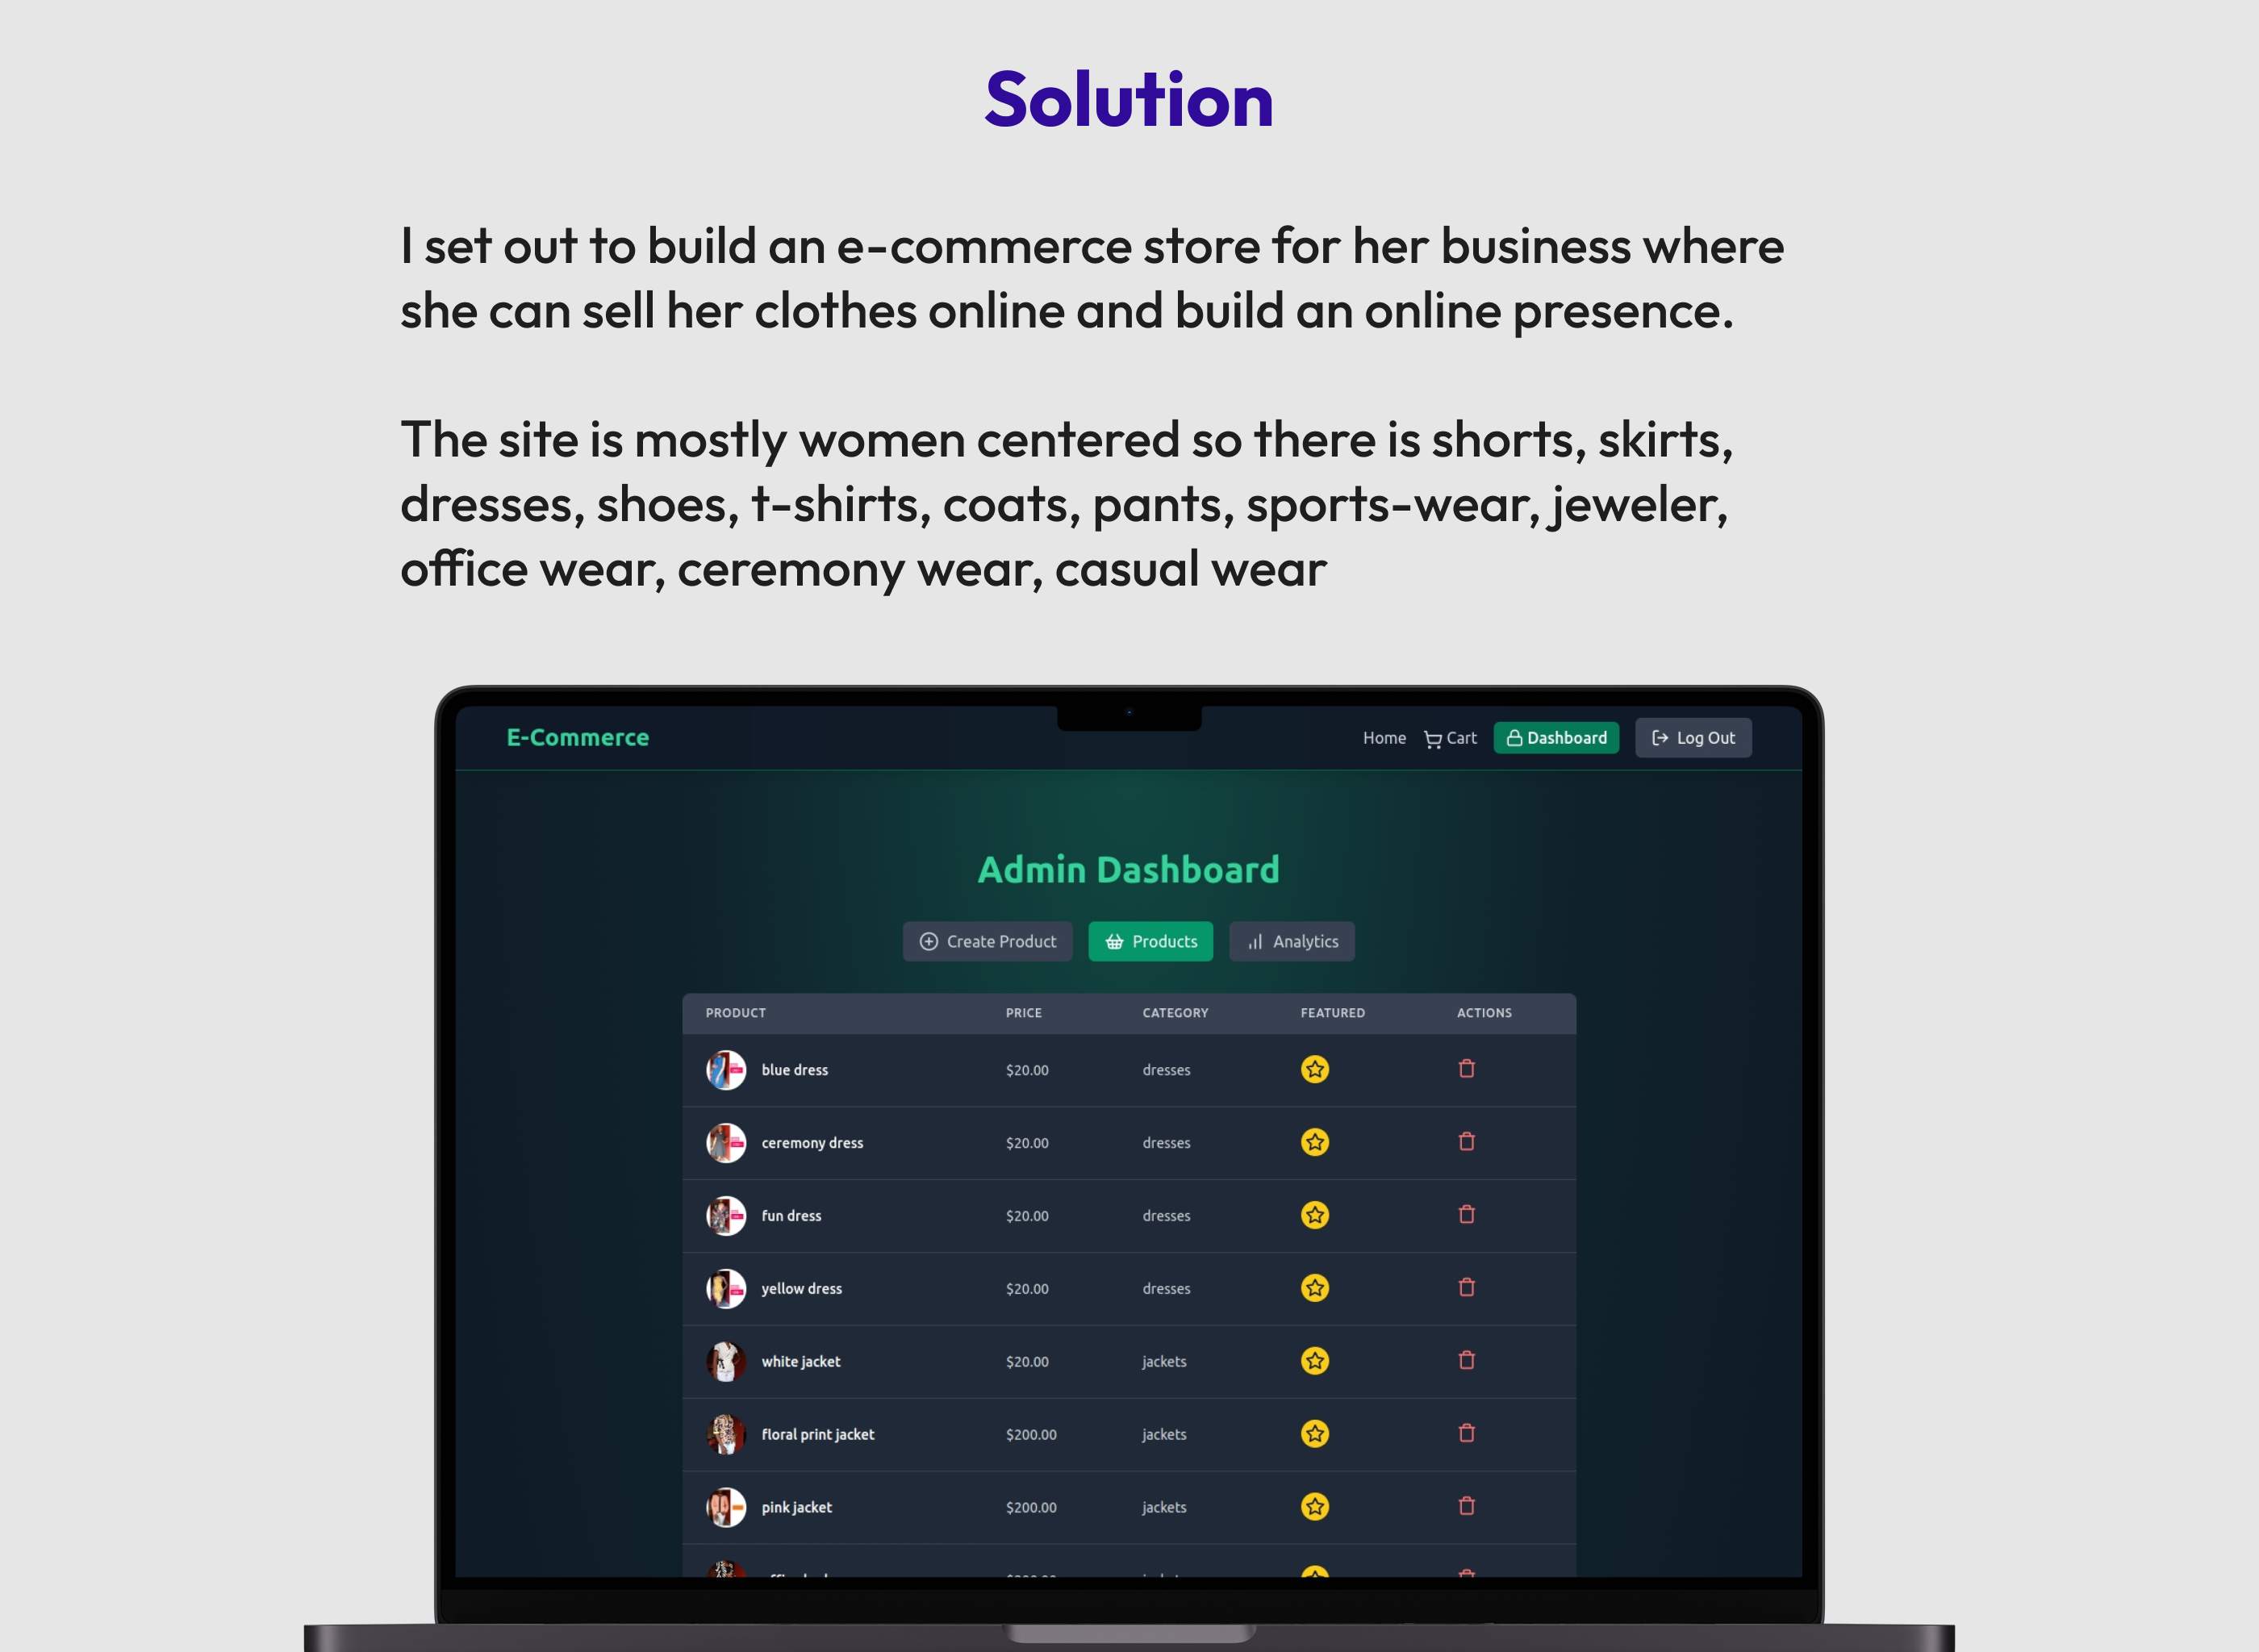 Solution
I set out to build an e-commerce store for her business where
she can sell her clothes online and build an online presence.
The site is mostly women centered so there is shorts, skirts,
dresses, shoes, t-shirts, coats, pants, sports-wear, jeweler,
office wear, ceremony wear, casual wear
E-Commerce Home Cart Dashboard Log Out
Admin Dashboard
Create Product Products Analytics
PRODUCT PRICE CATEGORY FEATURED ACTIONS
blue dress $20.00 dresses
ceremony dress $20.00 dresses
fun dress $20.00 dresses
yellow dress $20.00 dresses
white jacket $20.00 jackets
floral print jacket $200.00 jackets
pink jacket $200.00 jackets